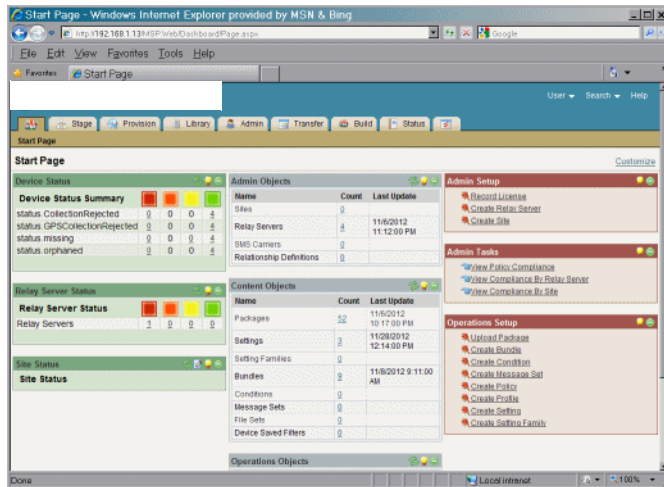 Start Page - Windows Internet Explorer provided by MSN & Bing
http://192.168.1.13/MSP.Web/Dashboard/Page.aspx
Google
File Edit View Favorites Tools Help
Favorites Start Page
User Search Help
Stage Provision Library Admin Transfer Build Status
Start Page
Start Page
Customize
Device Status
Device Status Summary
status.CollectionRejected 0 0 0 4
status.GPSCollectionRejected 0 0 0 4
status.missing 0 0 0 4
status.orphaned 0 0 0 4
Relay Server Status
Relay Server Status
Relay Servers 1 0 0 0
Site Status
Site Status
Admin Objects
Name Count Last Update
Sites 0
Relay Servers 4 11/6/2012 11:12:00 PM
SMS Carriers 0
Relationship Definitions 0
Content Objects
Name Count Last Update
Packages 52 11/6/2012 10:17:00 PM
Settings 3 11/28/2012 12:14:00 PM
Setting Families 0
Bundles 9 11/8/2012 9:11:00 AM
Conditions 0
Message Sets 0
File Sets 0
Device Saved Filters 0
Operations Objects
Admin Setup
Record License
Create Relay Server
Create Site
Admin Tasks
View Policy Compliance
View Compliance By Relay Server
View Compliance By Site
Operations Setup
Upload Package
Create Bundle
Create Condition
Create Message Set
Create Policy
Create Profile
Create Setting
Create Setting Family
Done
Local intranet
100%